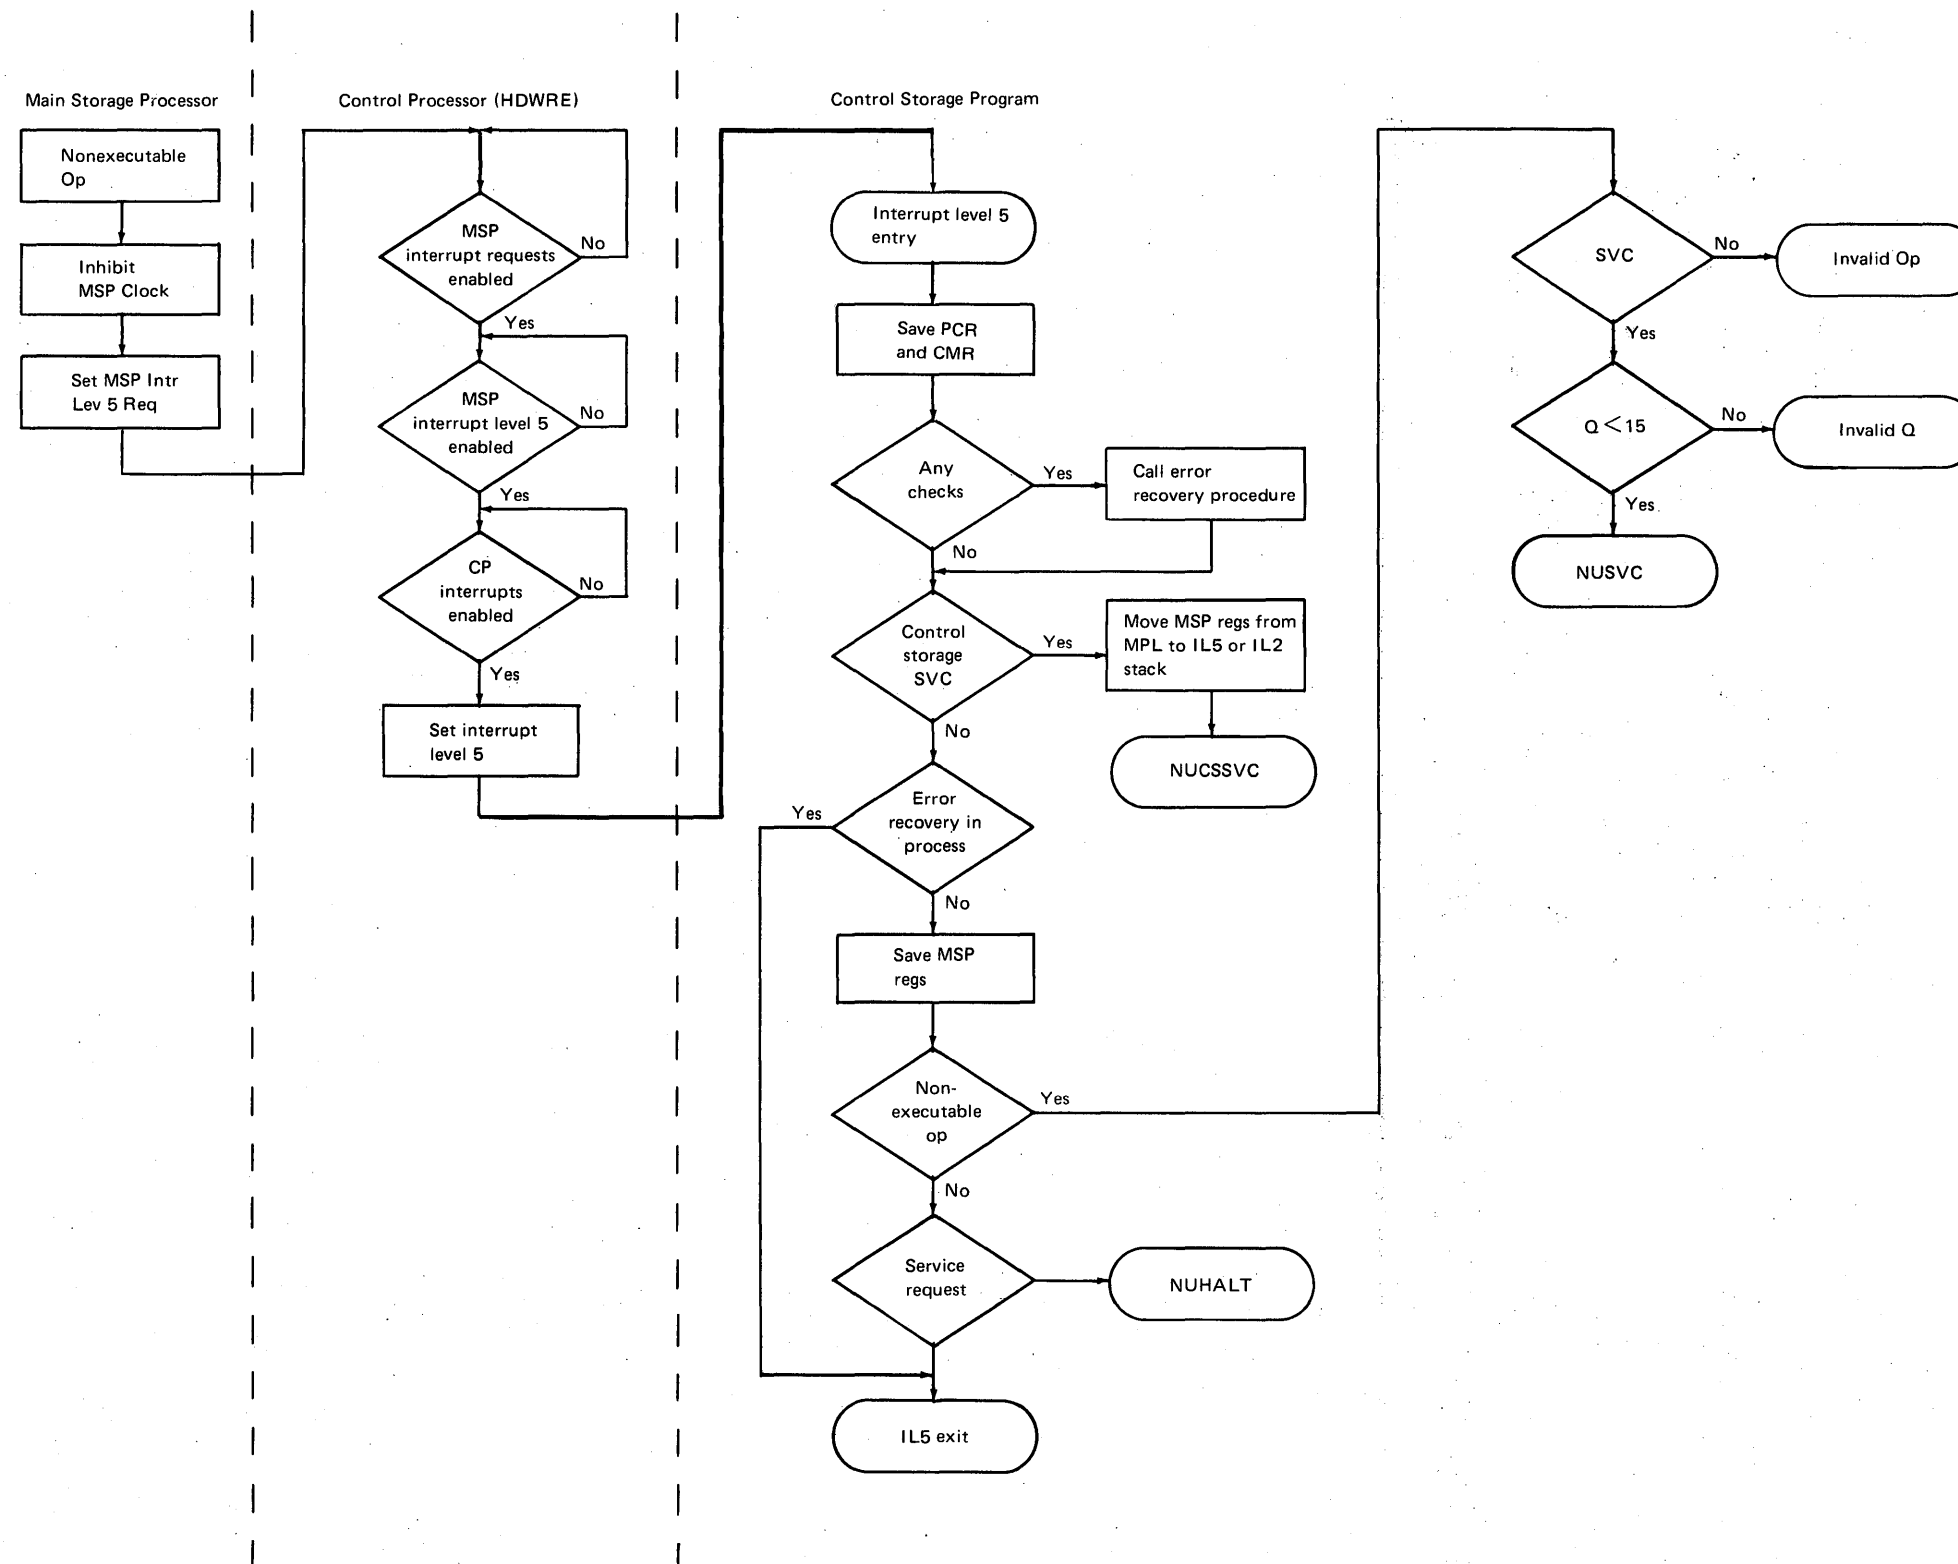 Main Storage Processor
Nonexecutable
Op
Inhibit
MSP Clock
Set MSP Intr
Lev 5 Req
Control Processor (HDWRE)
MSP
interrupt requests
enabled
No
Yes
MSP
interrupt level 5
enabled
No
Yes
CP
interrupts
enabled
No
Yes
Set interrupt
level 5
Control Storage Program
Interrupt level 5
entry
Save PCR
and CMR
Any
checks
Yes
Call error
recovery procedure
No
Control
storage
SVC
Yes
Move MSP regs from
MPL to IL5 or IL2
stack
NUCSSVC
No
Error
recovery in
process
Yes
No
Save MSP
regs
Non-
executable
op
Yes
No
Service
request
NUHALT
IL5 exit
SVC
No
Invalid Op
Yes
Q < 15
No
Invalid Q
Yes
NUSVC